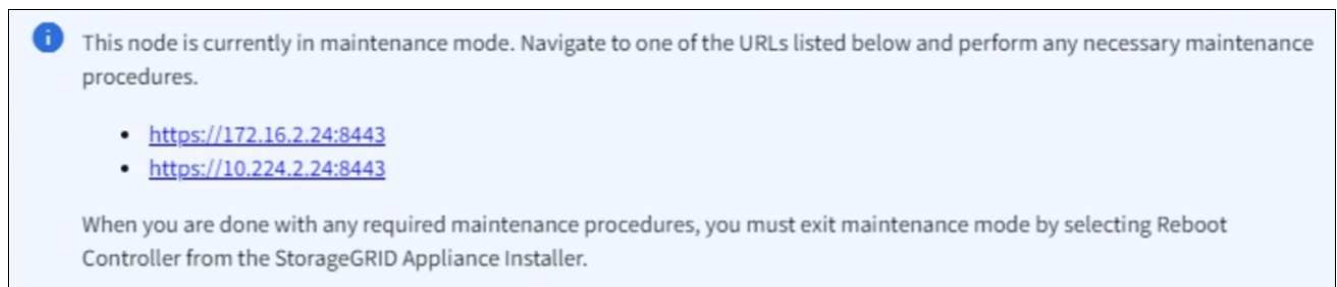 This node is currently in maintenance mode. Navigate to one of the URLs listed below and perform any necessary maintenance
procedures.
• https://172.16.2.24:8443
• https://10.224.2.24:8443
When you are done with any required maintenance procedures, you must exit maintenance mode by selecting Reboot
Controller from the StorageGRID Appliance Installer.